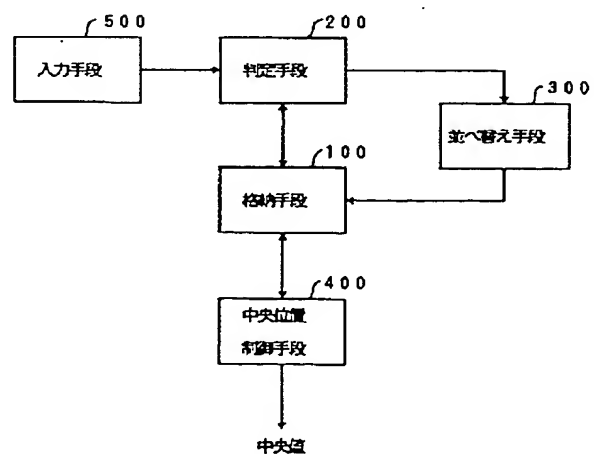 500
入力手段
200
判定手段
300
並べ替え手段
100
格納手段
400
中央位置
制御手段
中央値